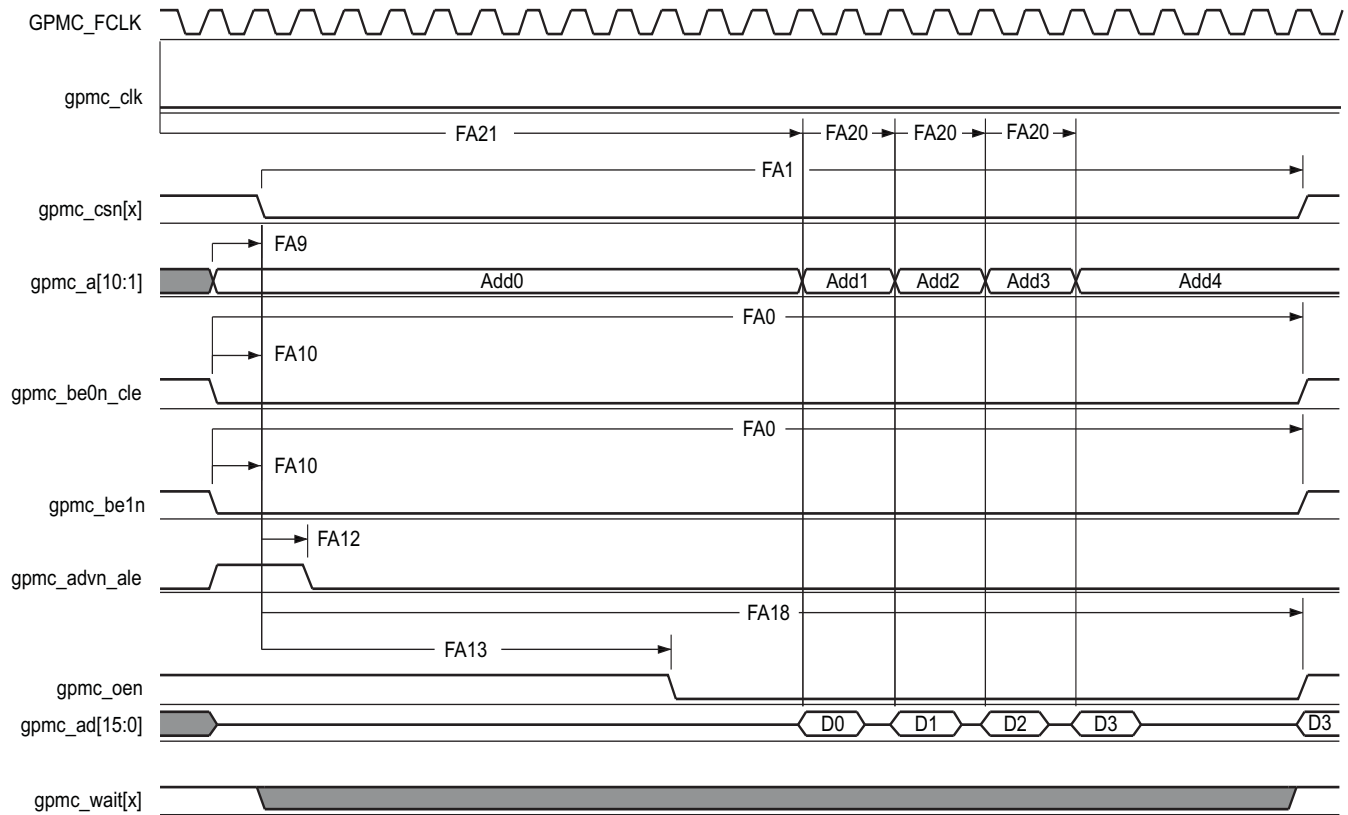 GPMC_FCLK
gpmc_clk
FA21 FA20 FA20 FA20
FA1
gpmc_csn[x]
FA9
gpmc_a[10:1] Add0 Add1 Add2 Add3 Add4
FA0
FA10
gpmc_be0n_cle
FA0
FA10
gpmc_be1n
FA12
gpmc_advn_ale
FA18
FA13
gpmc_oen
gpmc_ad[15:0] D0 D1 D2 D3 D3
gpmc_wait[x]